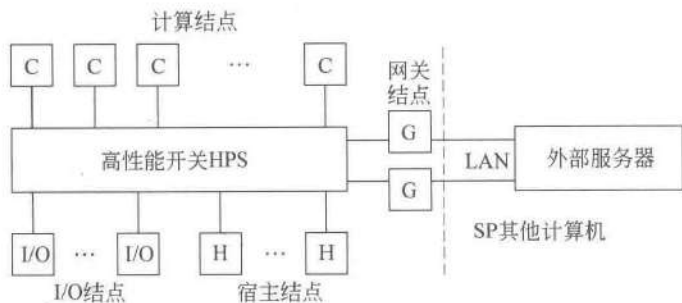 计算结点
C C C … C
网关
结点
G
高性能开关HPS
LAN
外部服务器
G
SP其他计算机
I/O … I/O H … H
I/O结点 宿主结点